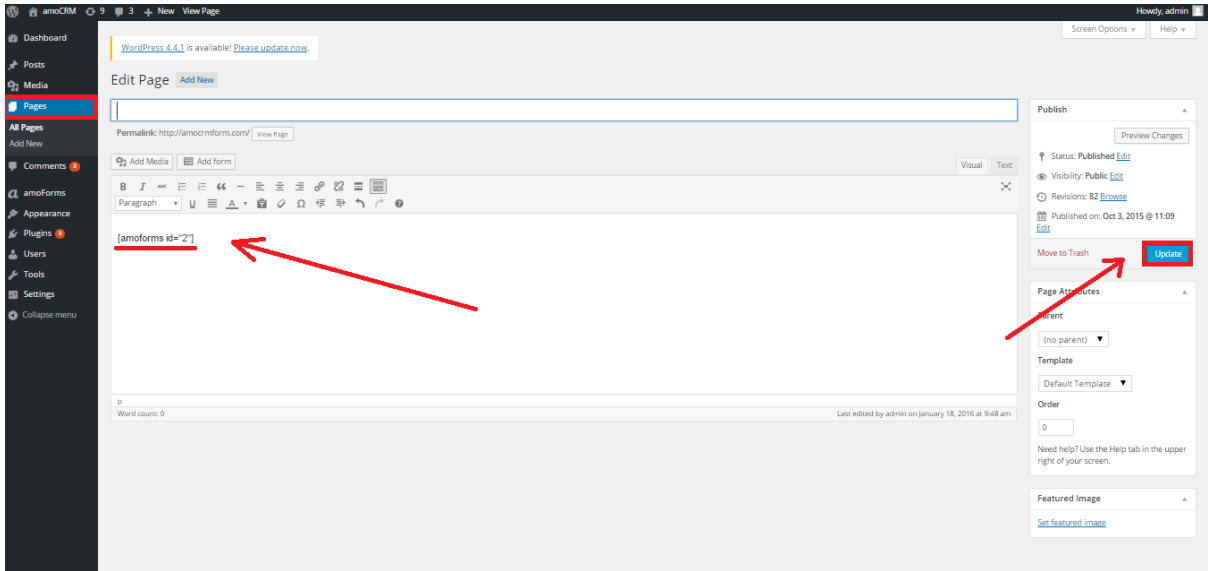 amoCRM 9 3 + New View Page Howdy, admin
Screen Options Help
Dashboard
Posts
Media
Pages
All Pages
Add New
Comments 3
amoForms
Appearance
Plugins 3
Users
Tools
Settings
Collapse menu
WordPress 4.4.1 is available! Please update now.
Edit Page Add New
Permalink: http://amocrmform.com/ View Page
Add Media Add form
Visual Text
B I ABC
Paragraph U A Ω
[amoforms id="2"]
p
Word count: 0 Last edited by admin on January 18, 2016 at 9:48 am
Publish
Preview Changes
Status: Published Edit
Visibility: Public Edit
Revisions: 82 Browse
Published on: Oct 3, 2015 @ 11:09
Edit
Move to Trash Update
Page Attributes
Parent
(no parent)
Template
Default Template
Order
0
Need help? Use the Help tab in the upper
right of your screen.
Featured Image
Set featured image